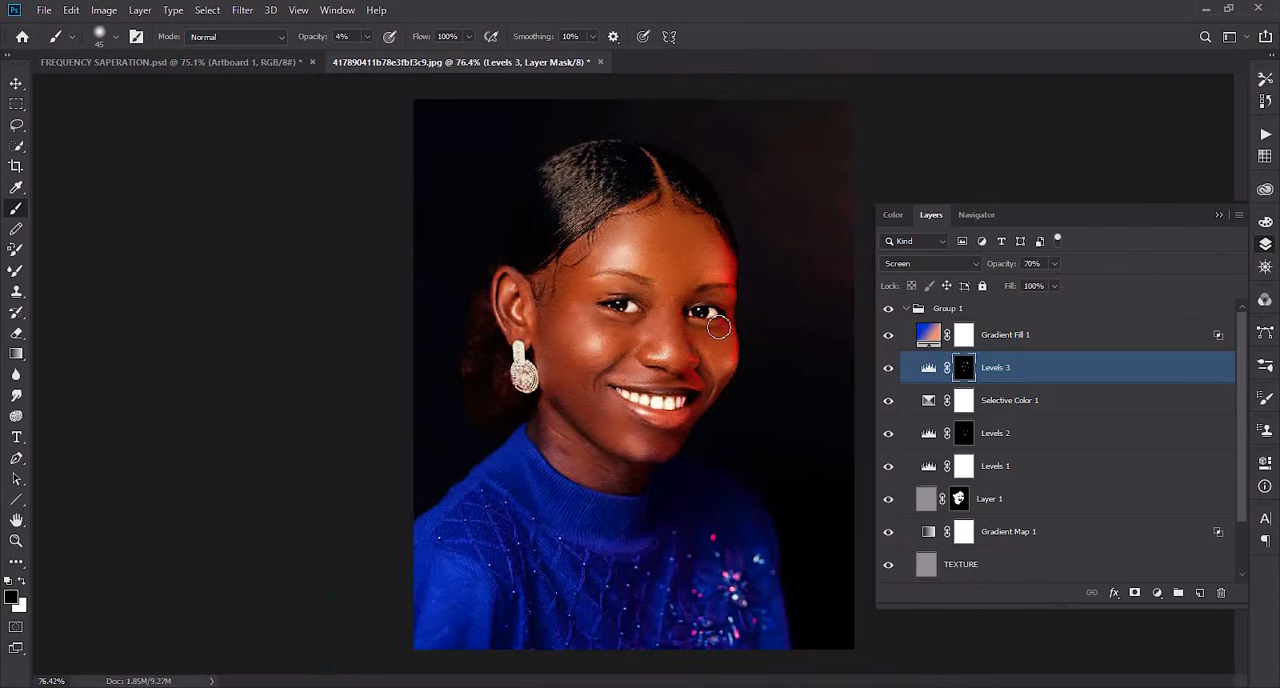 Ps File Edit Image Layer Type Select Filter 3D View Window Help
45 Mode: Normal Opacity: 4% Flow: 100% Smoothing: 10%
FREQUENCY SAPERATION.psd @ 75.1% (Artboard 1, RGB/8#) * × 417890411b78e3fbf3c9.jpg @ 76.4% (Levels 3, Layer Mask/8) * ×
Color Layers Navigator
Kind
Screen Opacity: 70%
Lock: Fill: 100%
Group 1
Gradient Fill 1
Levels 3
Selective Color 1
Levels 2
Levels 1
Layer 1
Gradient Map 1
TEXTURE
fx
76.42% Doc: 1.85M/9.27M